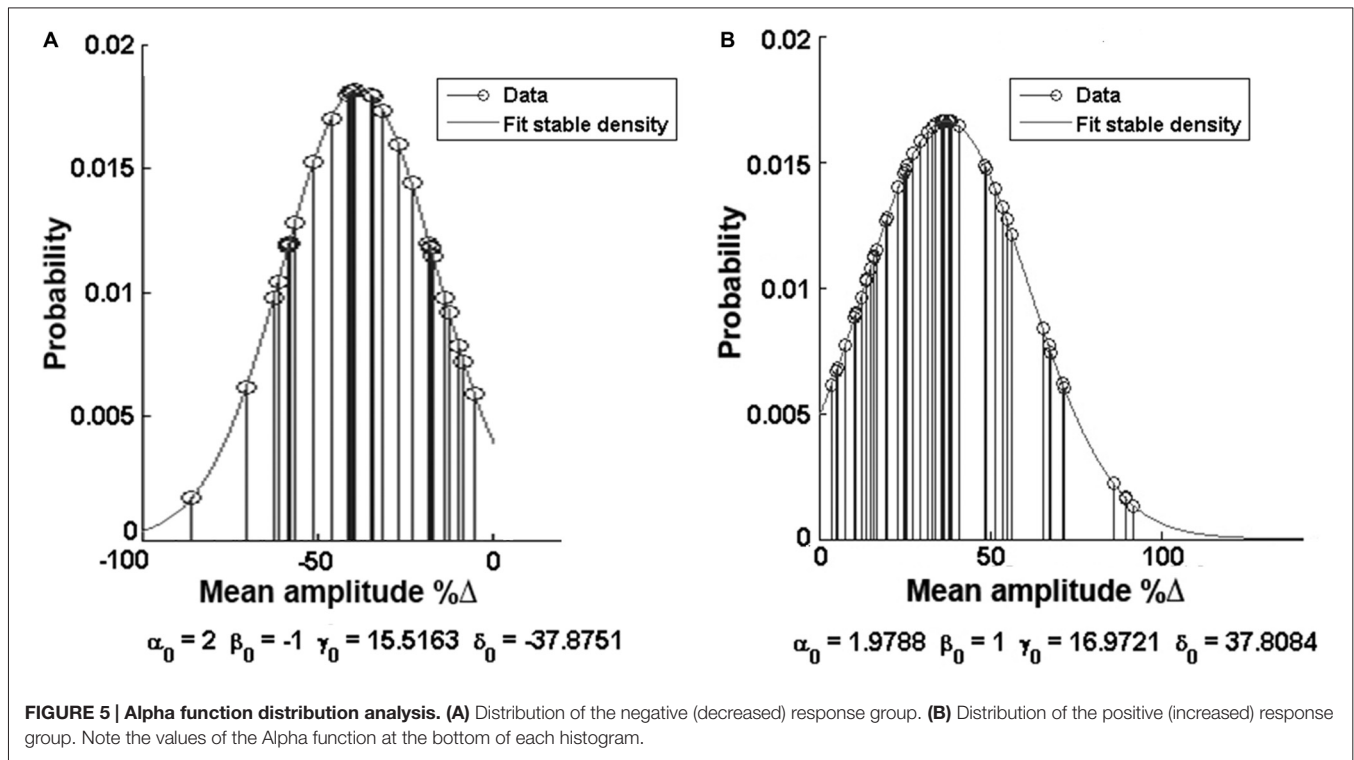 A
0.02
0.015
0.01
0.005
0
Probability
Data
Fit stable density
-100
-50
0
Mean amplitude %Δ
α₀ = 2 β₀ = -1 γ₀ = 15.5163 δ₀ = -37.8751
B
0.02
0.015
0.01
0.005
0
Probability
Data
Fit stable density
0
50
100
Mean amplitude %Δ
α₀ = 1.9788 β₀ = 1 γ₀ = 16.9721 δ₀ = 37.8084
FIGURE 5 | Alpha function distribution analysis. (A) Distribution of the negative (decreased) response group. (B) Distribution of the positive (increased) response
group. Note the values of the Alpha function at the bottom of each histogram.